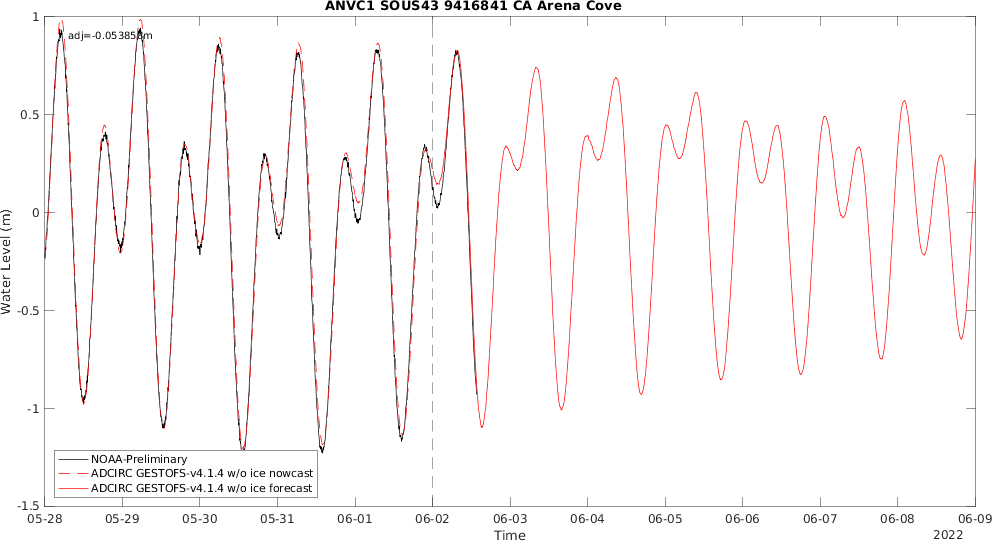 ANVC1 SOUS43 9416841 CA Arena Cove
adj=-0.053858m
Water Level (m)
1
0.5
0
-0.5
-1
-1.5
NOAA-Preliminary
ADCIRC GESTOFS-v4.1.4 w/o ice nowcast
ADCIRC GESTOFS-v4.1.4 w/o ice forecast
05-28 05-29 05-30 05-31 06-01 06-02 06-03 06-04 06-05 06-06 06-07 06-08 06-09
Time
2022